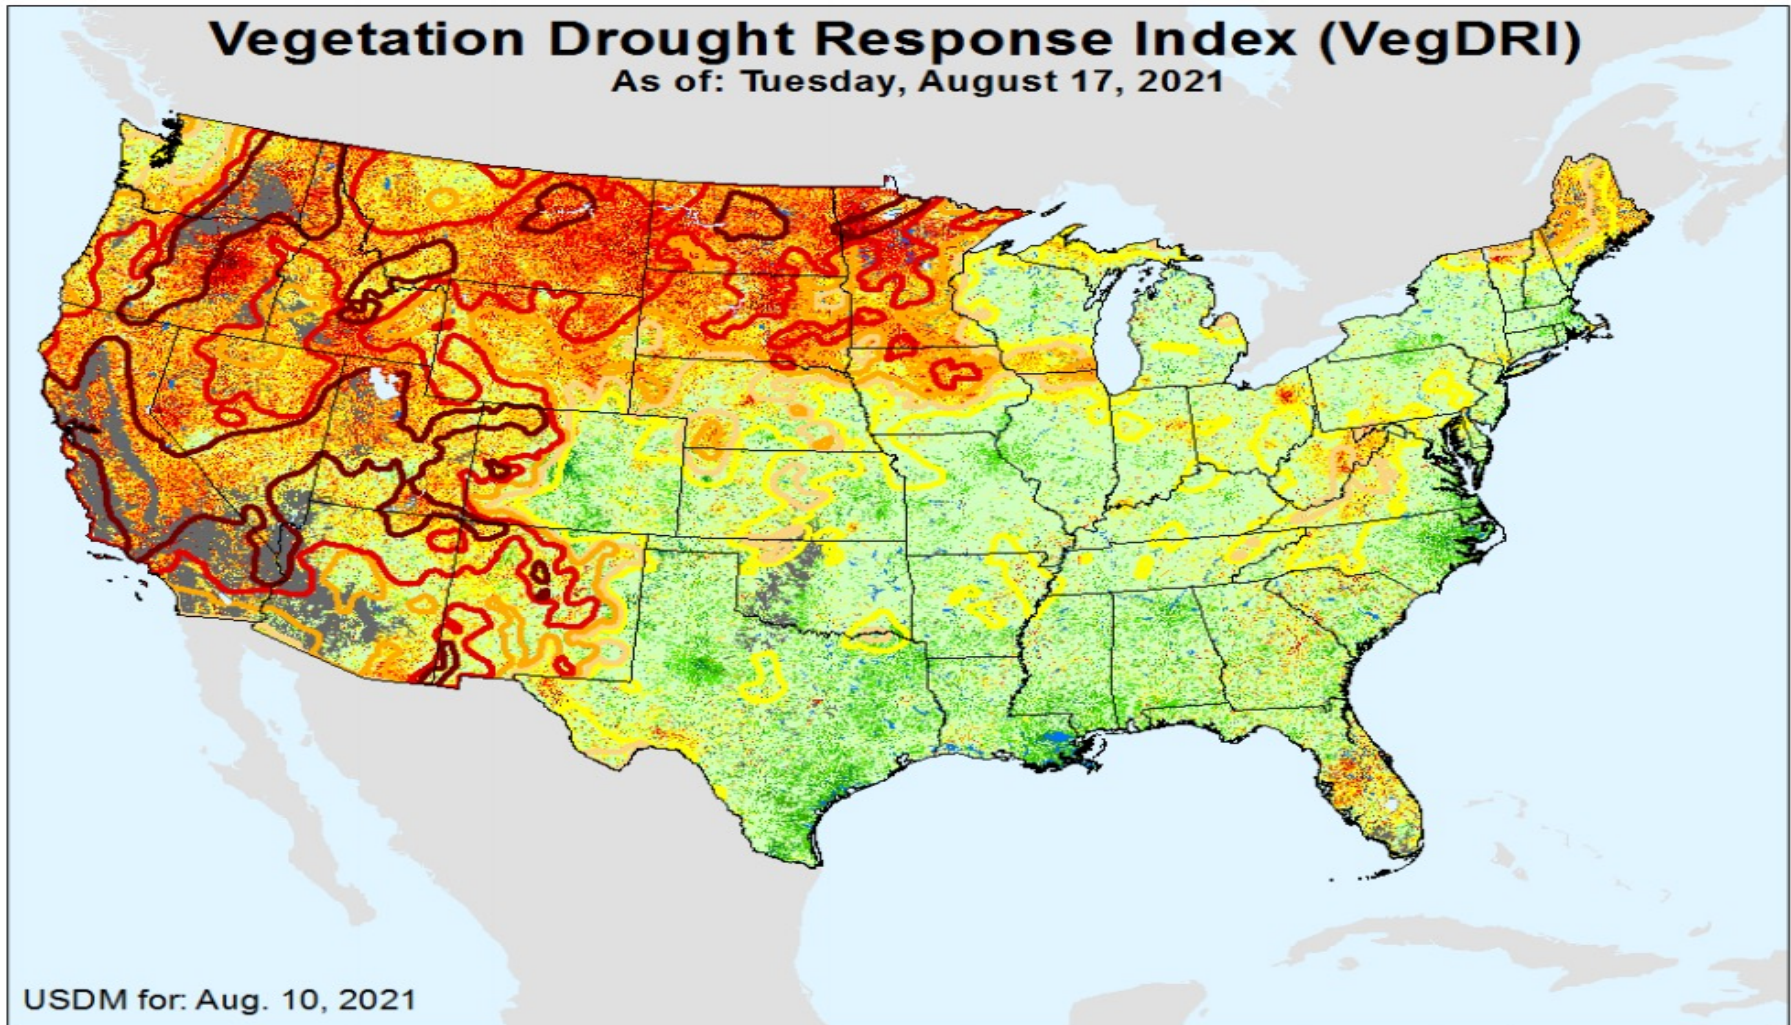 Vegetation Drought Response Index (VegDRI)
As of: Tuesday, August 17, 2021
USDM for: Aug. 10, 2021